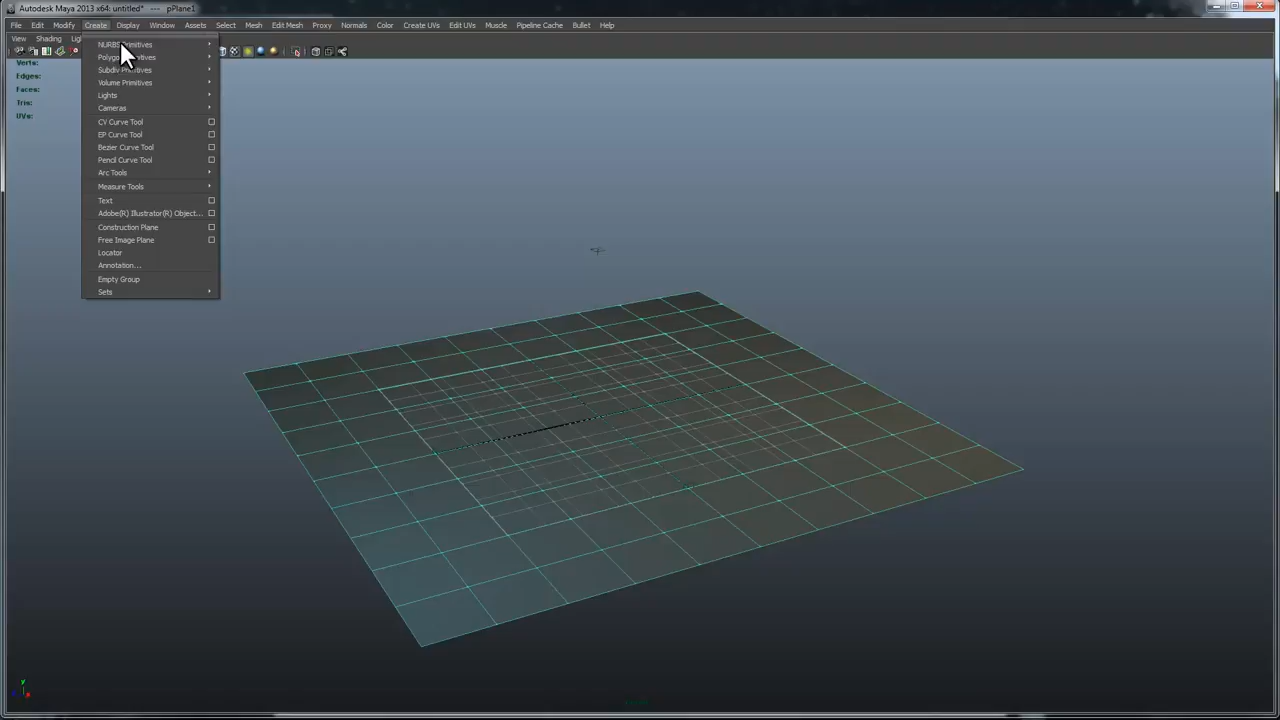 Autodesk Maya 2013 x64: untitled* --- pPlane1
File Edit Modify Create Display Window Assets Select Mesh Edit Mesh Proxy Normals Color Create UVs Edit UVs Muscle Pipeline Cache Bullet Help
View Shading
Verts:
Edges:
Faces:
Tris:
UVs:
Subdiv Primitives
Volume Primitives
Lights
Cameras
CV Curve Tool
EP Curve Tool
Bezier Curve Tool
Pencil Curve Tool
Arc Tools
Measure Tools
Text
Adobe(R) Illustrator(R) Object...
Construction Plane
Free Image Plane
Locator
Annotation...
Empty Group
Sets
y